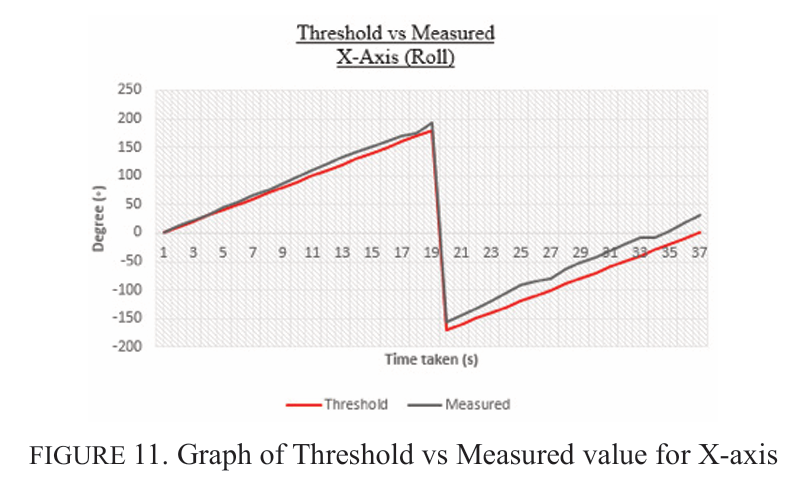 Threshold vs Measured
X-Axis (Roll)
250
200
150
100
50
0
-50
-100
-150
-200
Degree (∘)
1 3 5 7 9 11 13 15 17 19 21 23 25 27 29 31 33 35 37
Time taken (s)
Threshold Measured
FIGURE 11. Graph of Threshold vs Measured value for X-axis